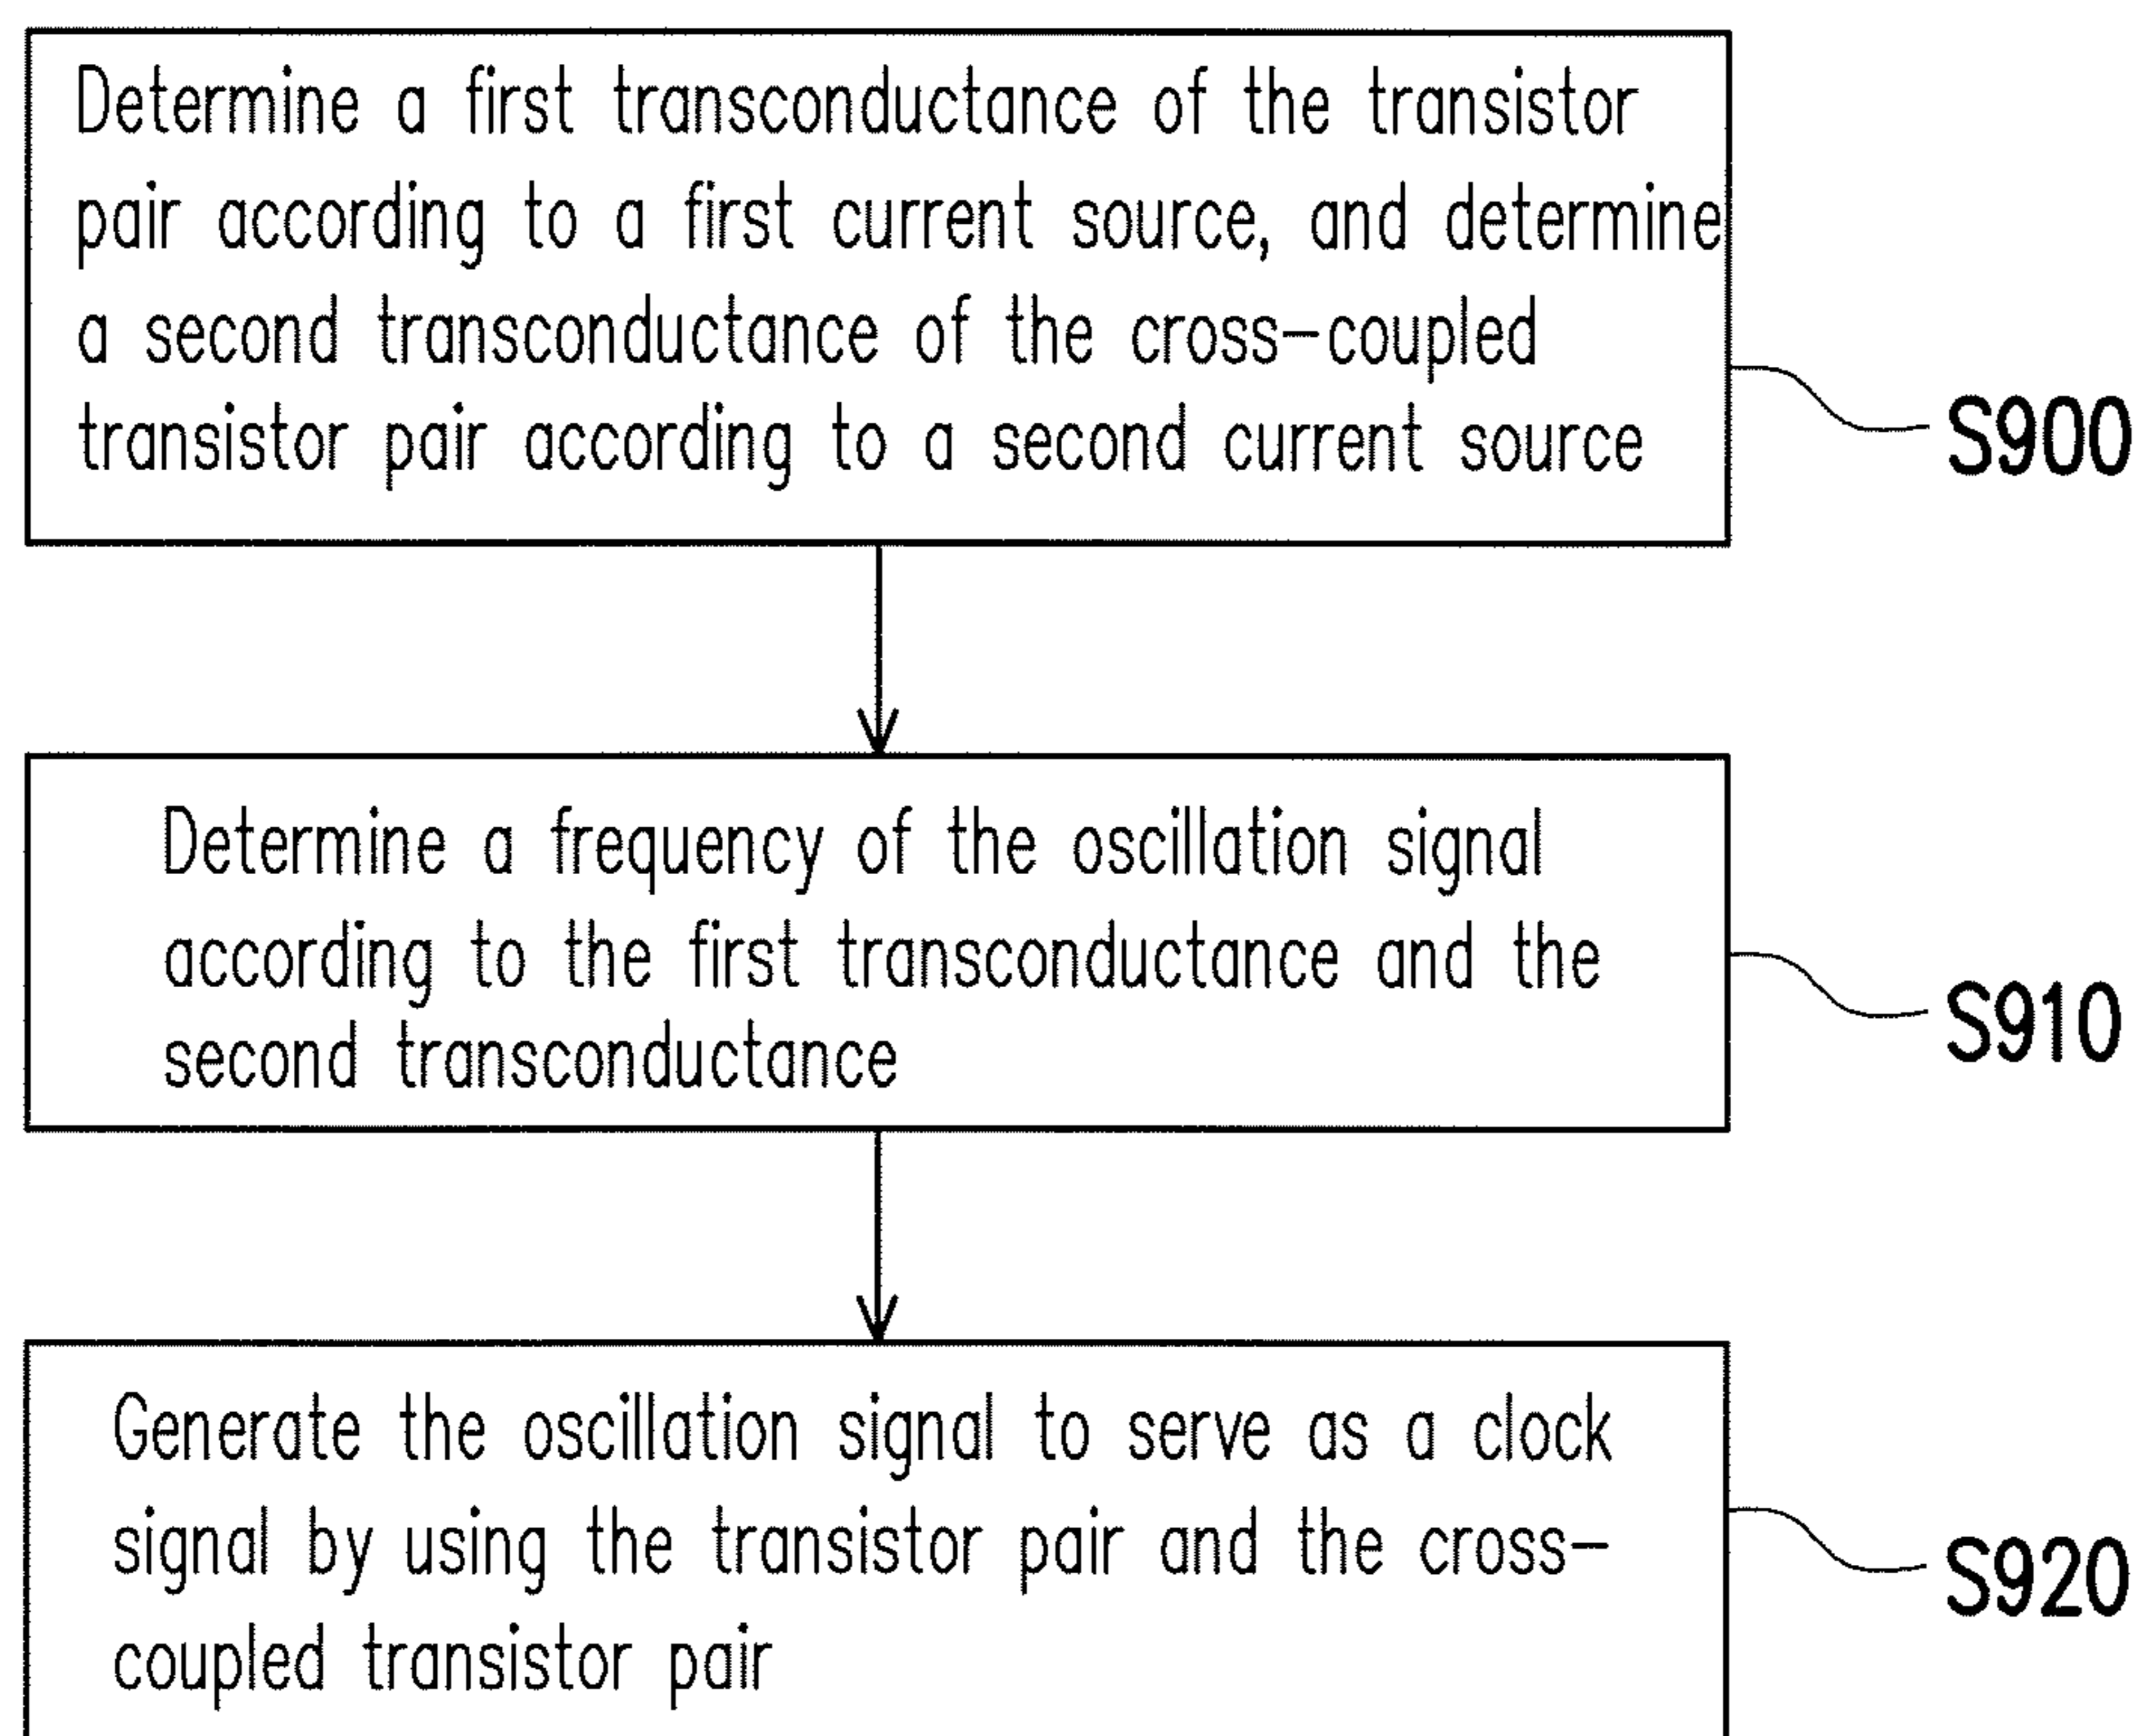 Determine a first transconductance of the transistor
pair according to a first current source, and determine
a second transconductance of the cross-coupled
transistor pair according to a second current source
S900
Determine a frequency of the oscillation signal
according to the first transconductance and the
second transconductance
S910
Generate the oscillation signal to serve as a clock
signal by using the transistor pair and the cross-
coupled transistor pair
S920